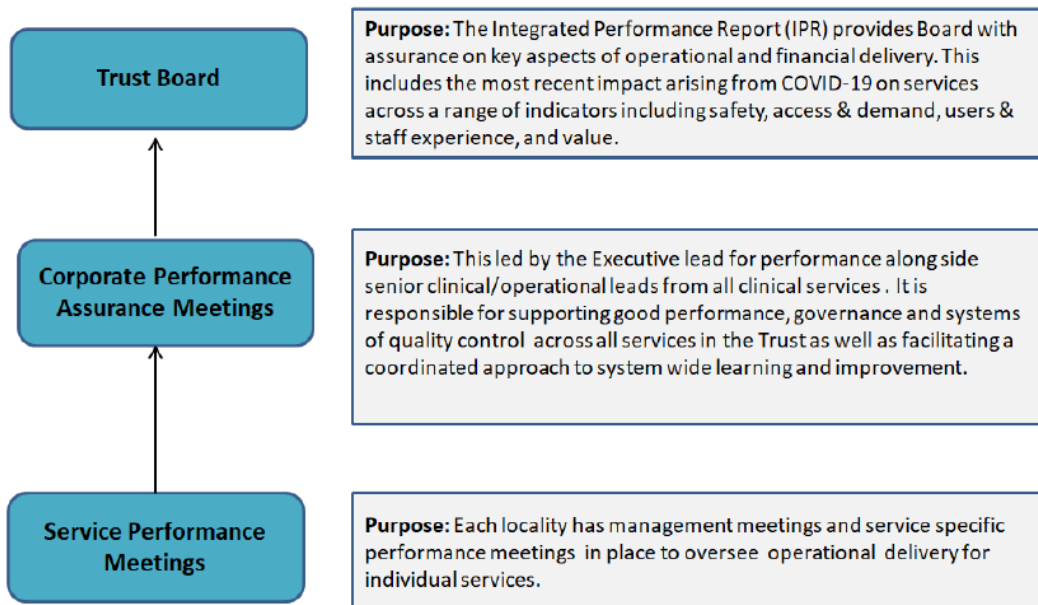 Trust Board
Purpose: The Integrated Performance Report (IPR) provides Board with
assurance on key aspects of operational and financial delivery. This
includes the most recent impact arising from COVID-19 on services
across a range of indicators including safety, access & demand, users &
staff experience, and value.
Corporate Performance
Assurance Meetings
Purpose: This led by the Executive lead for performance along side
senior clinical/operational leads from all clinical services . It is
responsible for supporting good performance, governance and systems
of quality control across all services in the Trust as well as facilitating a
coordinated approach to system wide learning and improvement.
Service Performance
Meetings
Purpose: Each locality has management meetings and service specific
performance meetings in place to oversee operational delivery for
individual services.